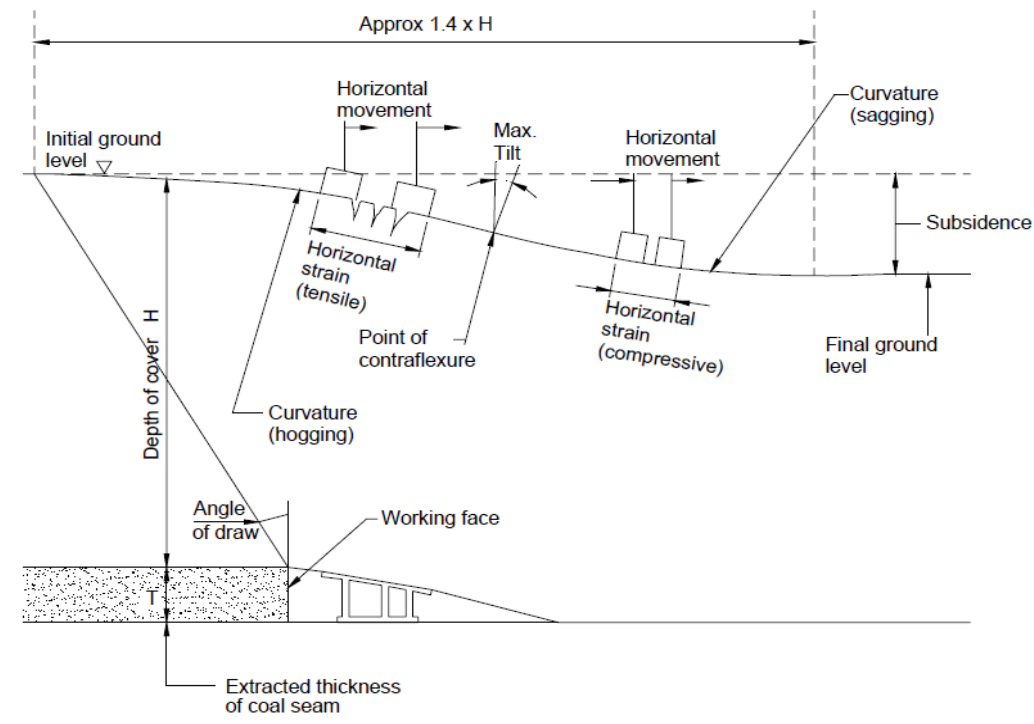 Approx 1.4 x H
Horizontal
movement
Curvature
(sagging)
Initial ground
level
Max.
Tilt
Horizontal
movement
Subsidence
Horizontal
strain
(tensile)
Horizontal
strain
(compressive)
Point of
contraflexure
Final ground
level
Depth of cover H
Curvature
(hogging)
Angle
of draw
Working face
T
Extracted thickness
of coal seam